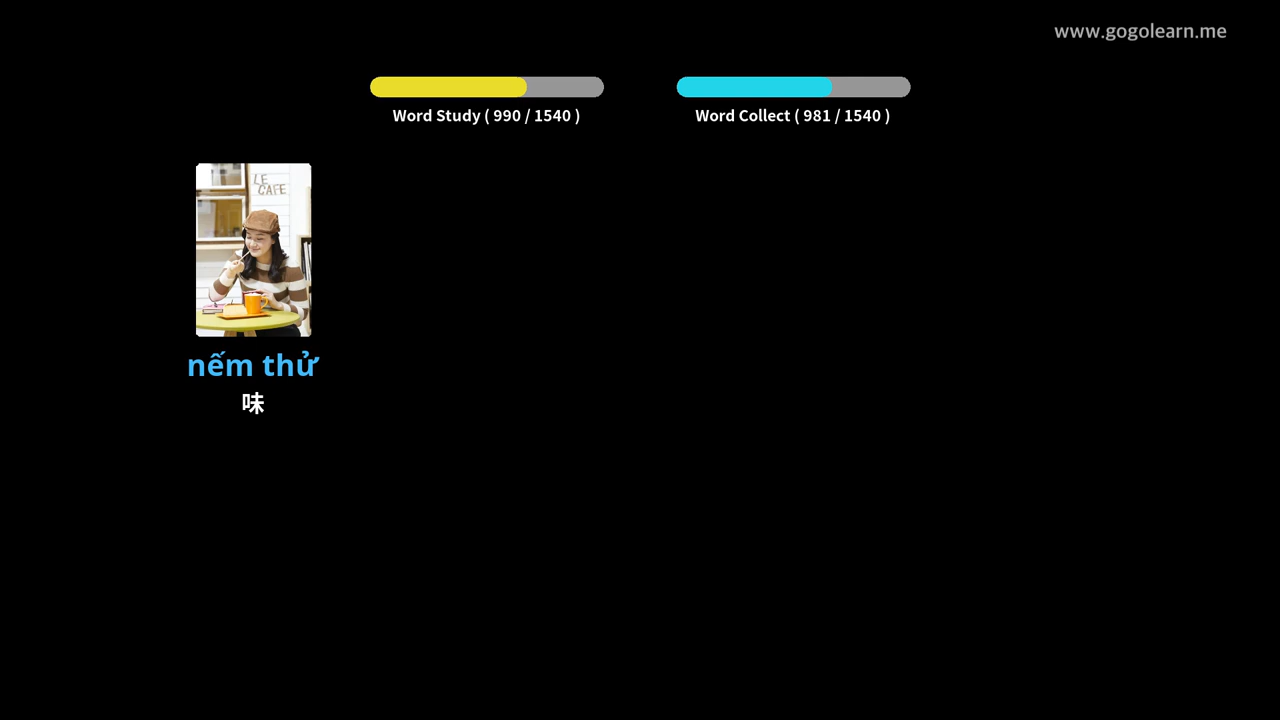 www.gogolearn.me
Word Study ( 990 / 1540 )
Word Collect ( 981 / 1540 )
LE
CAFE
nếm thử
味